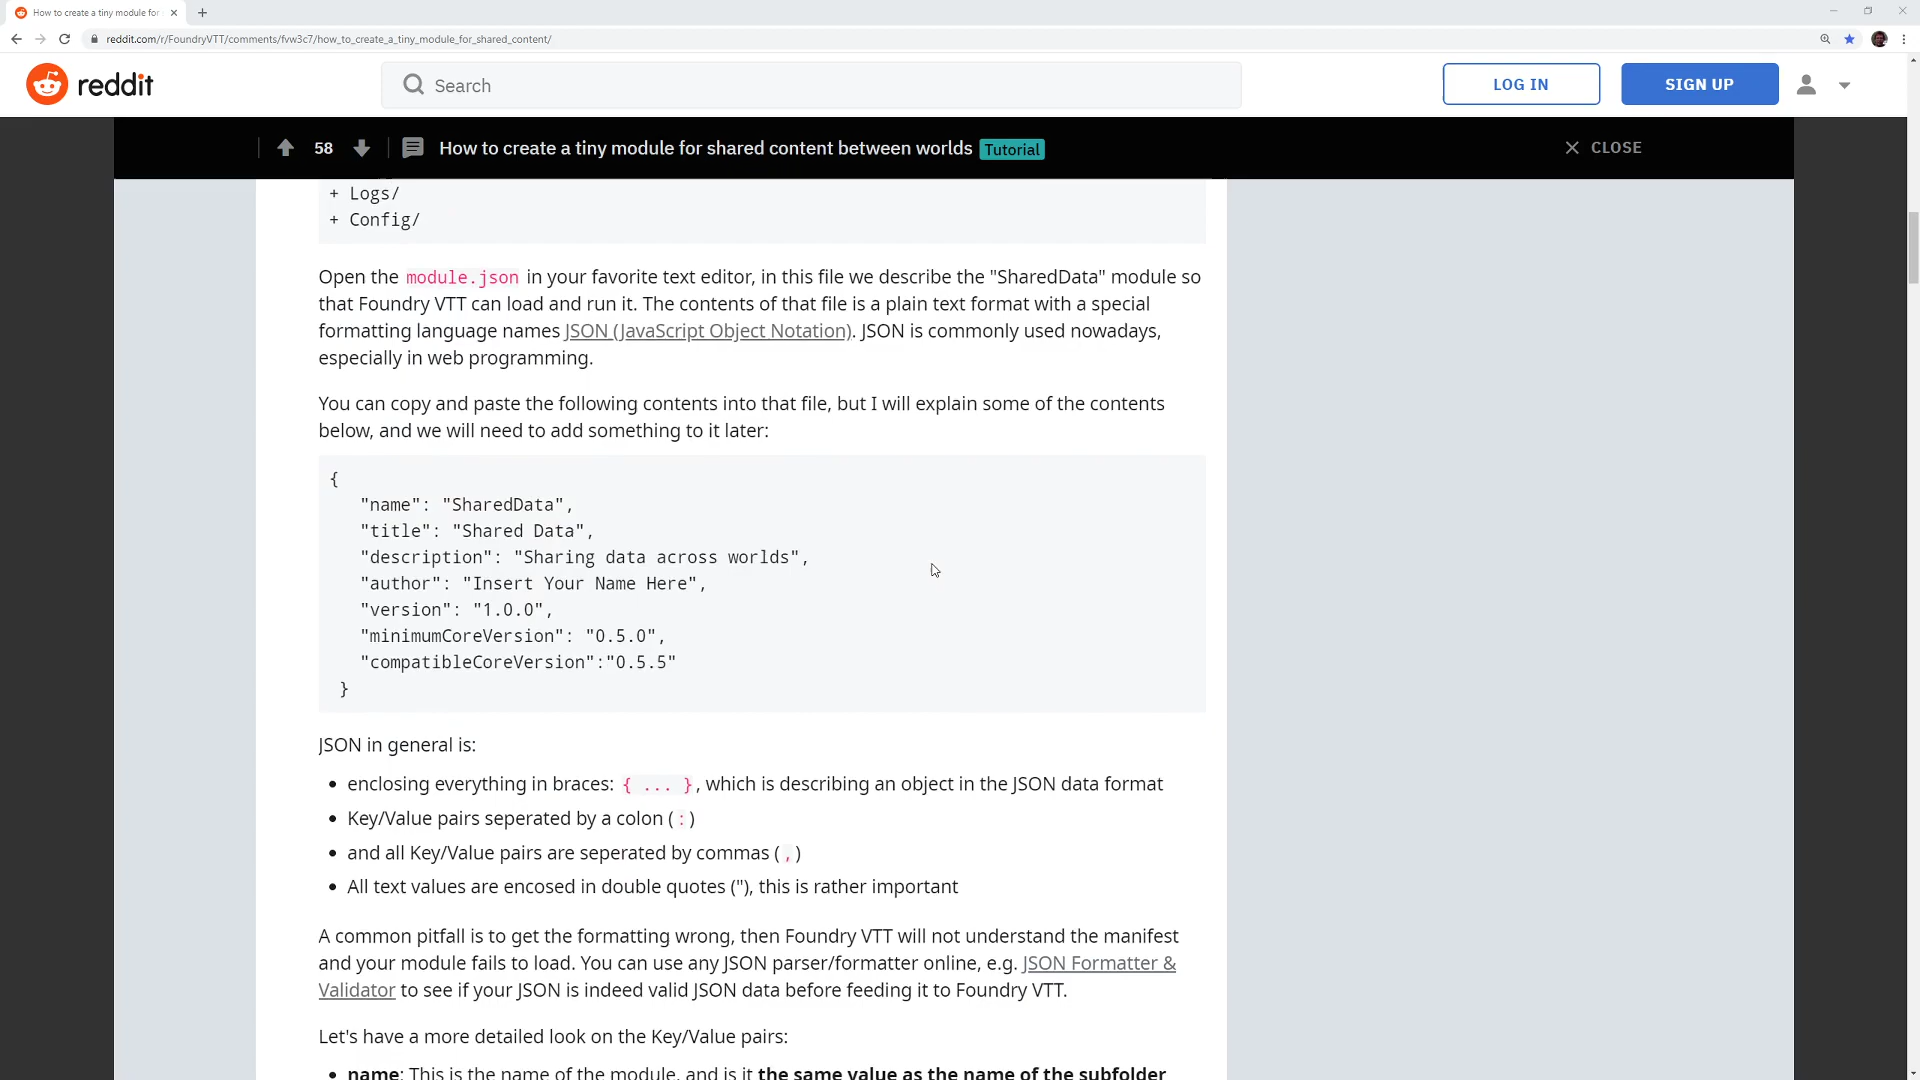 How to create a tiny module for
reddit.com/r/FoundryVTT/comments/fvw3c7/how_to_create_a_tiny_module_for_shared_content/
reddit
Search
LOG IN
SIGN UP
58
How to create a tiny module for shared content between worlds Tutorial
CLOSE
+ Logs/
+ Config/
Open the module.json in your favorite text editor, in this file we describe the "SharedData" module so
that Foundry VTT can load and run it. The contents of that file is a plain text format with a special
formatting language names JSON (JavaScript Object Notation). JSON is commonly used nowadays,
especially in web programming.
You can copy and paste the following contents into that file, but I will explain some of the contents
below, and we will need to add something to it later:
{
"name": "SharedData",
"title": "Shared Data",
"description": "Sharing data across worlds",
"author": "Insert Your Name Here",
"version": "1.0.0",
"minimumCoreVersion": "0.5.0",
"compatibleCoreVersion":"0.5.5"
}
JSON in general is:
• enclosing everything in braces: { ... }, which is describing an object in the JSON data format
• Key/Value pairs seperated by a colon (:)
• and all Key/Value pairs are seperated by commas (,)
• All text values are encosed in double quotes ("), this is rather important
A common pitfall is to get the formatting wrong, then Foundry VTT will not understand the manifest
and your module fails to load. You can use any JSON parser/formatter online, e.g. JSON Formatter &
Validator to see if your JSON is indeed valid JSON data before feeding it to Foundry VTT.
Let's have a more detailed look on the Key/Value pairs:
• name: This is the name of the module, and is it the same value as the name of the subfolder